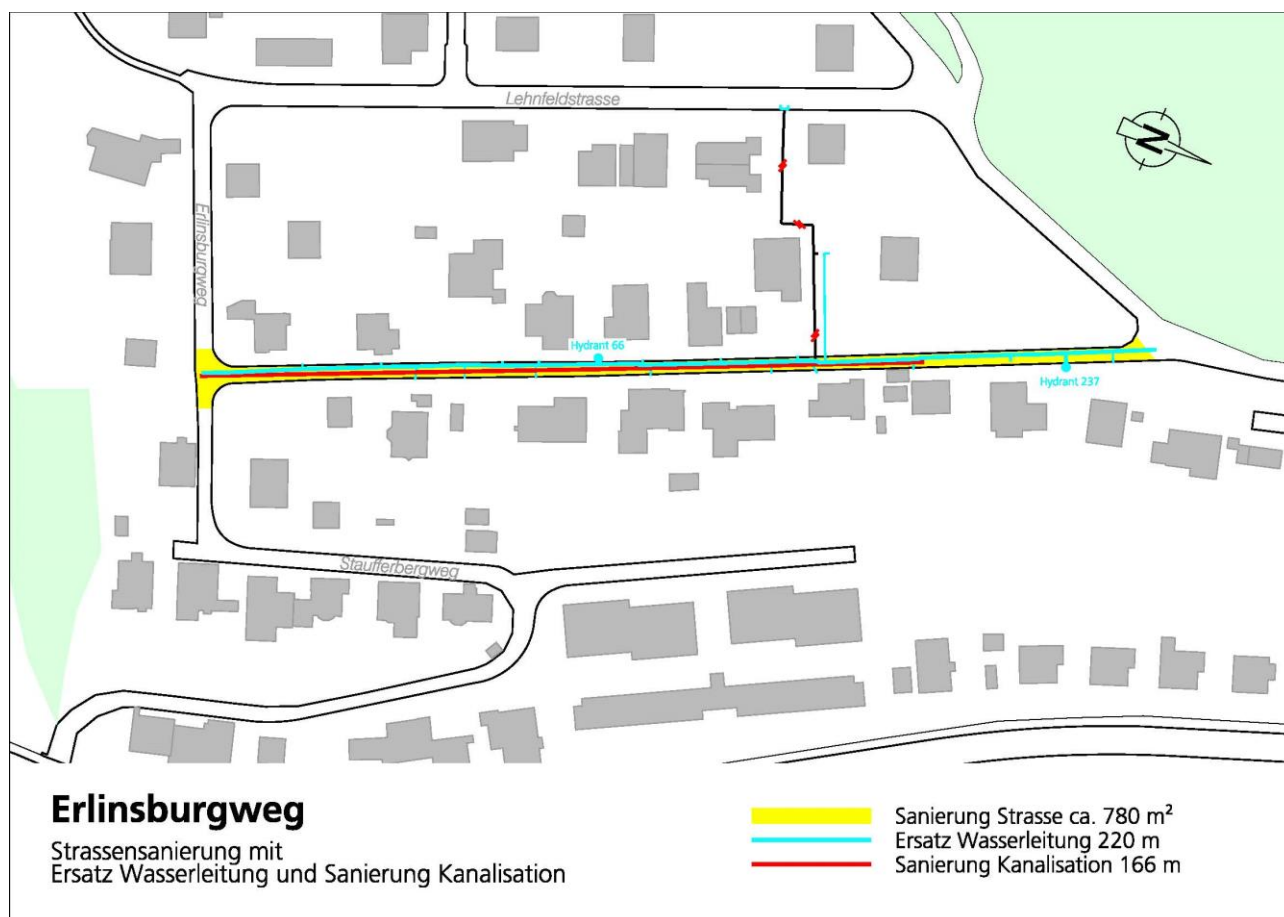 Lehnfeldstrasse
N
Erlinsburgweg
Hydrant 66
Hydrant 237
Staufferbergweg
Erlinsburgweg
Strassensanierung mit
Ersatz Wasserleitung und Sanierung Kanalisation
Sanierung Strasse ca. 780 m²
Ersatz Wasserleitung 220 m
Sanierung Kanalisation 166 m